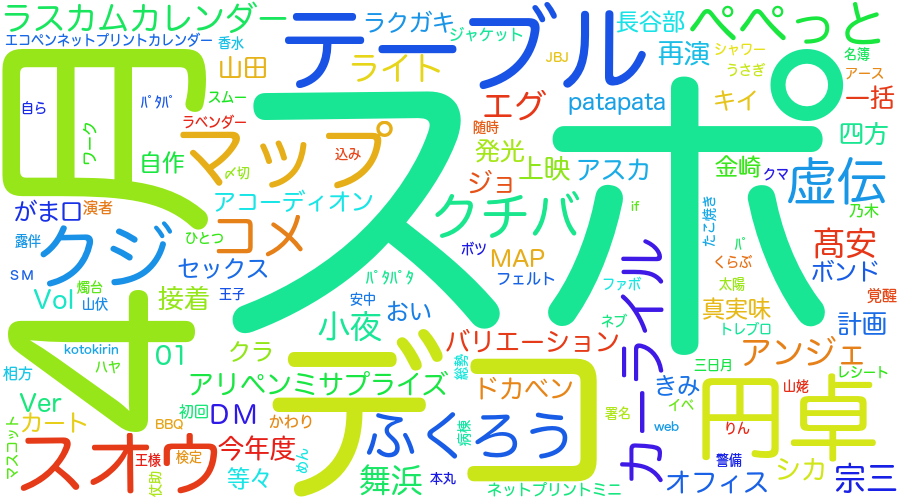 ラスカムカレンダー
エコペンネットプリントカレンダー
香水
山田
テーブル
ラクガキ
ジャケット
ライト
JBJ
長谷部
ぺぺっと
再演
シャワー
うさぎ
名簿
アース
一括
キイ
エグ
patapata
スポ
四
自ら
ワーク
ﾊﾟﾀﾊﾟ
スムー
ラベンダー
マップ
込み
〆切
自作
随時
発光
上映
アスカ
ジョ
金崎
クマ
四方
虚伝
乃木
がま口
演者
アコーディオン
クチバ
if
たこ焼き
露伴
クジ
ひとつ
コメ
ﾊﾟﾀﾊﾟﾀ
ボツ
MAP
フェルト
ファボ
ﾊﾟ
くらぶ
太陽
髙安
ボンド
覚醒
SM
セックス
王子
安中
燭台
山伏
Vol
接着
小夜
おい
ネプ
真実味
トレブロ
計画
4
kotokirin
ハヤ
01
クラ
バリエーション
カーライル
アンジェ
三日月
レシート
相方
Ver
カート
初回
DM
アリペンミサプライズ
デコ
総勢
ドカベン
きみ
イベ
山姥
円卓
りん
マスコット
スオウ
BBQ
王様
検定
仗助
かわり
今年度
等々
めん
舞浜
ふくろう
病棟
本丸
署名
web
ネットプリントミニ
オフィス
警備
シカ
宗三